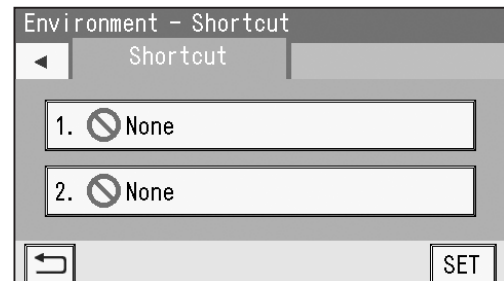 Environment - Shortcut
Shortcut
1. None
2. None
SET